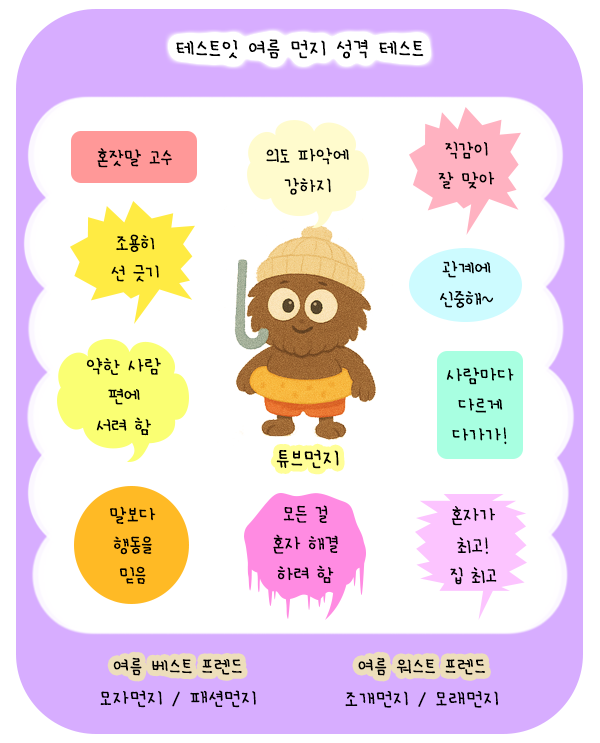 테스트잇 여름 먼지 성격 테스트
혼잣말 고수
의도 파악에
강하지
직감이
잘 맞아
조용히
선 긋기
관계에
신중해~
약한 사람
편에
서려 함
사람마다
다르게
다가가!
튜브먼지
말보다
행동을
믿음
모든 걸
혼자 해결
하려 함
혼자가
최고!
집 최고
여름 베스트 프렌드
모자먼지 / 패션먼지
여름 워스트 프렌드
조개먼지 / 모래먼지